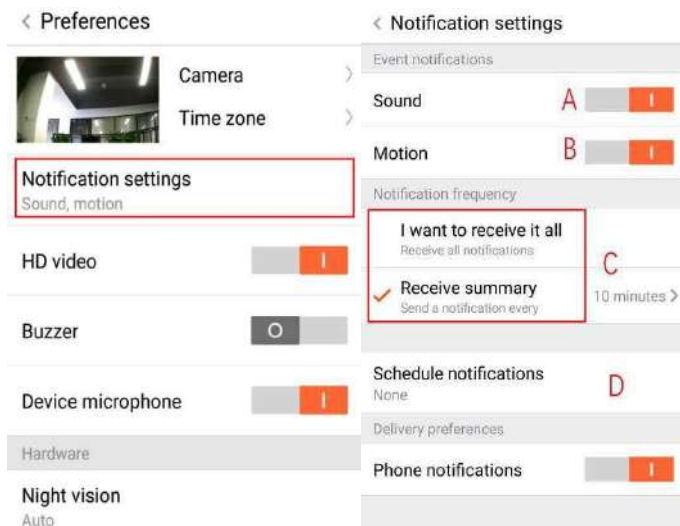 < Preferences
Camera >
Time zone >
Notification settings
Sound, motion
HD video
Buzzer
Device microphone
Hardware
Night vision
Auto
< Notification settings
Event notifications
Sound A
Motion B
Notification frequency
I want to receive it all
Receive all notifications
C
Receive summary 10 minutes >
Send a notification every
Schedule notifications
None
D
Delivery preferences
Phone notifications